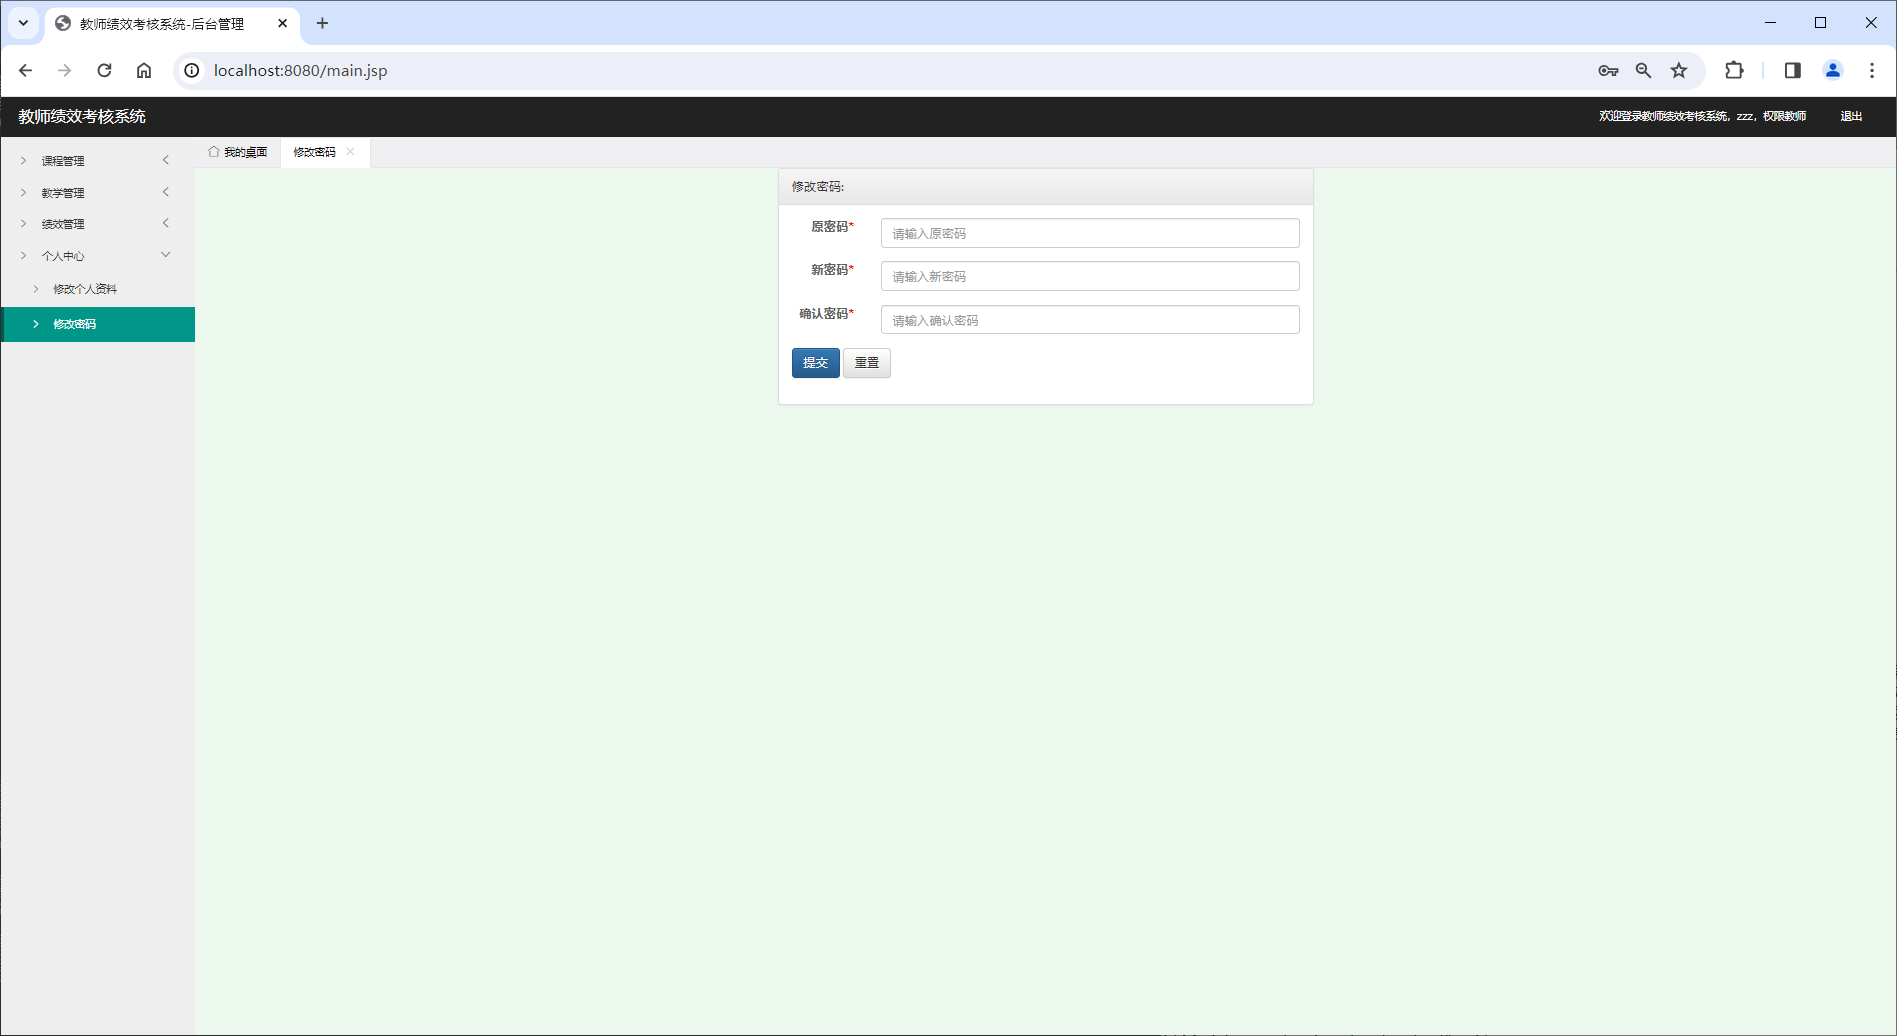 教师绩效考核系统-后台管理
localhost:8080/main.jsp
教师绩效考核系统
欢迎登录教师绩效考核系统，zzz，权限教师 退出
课程管理
教学管理
绩效管理
个人中心
修改个人资料
修改密码
我的桌面 修改密码
修改密码:
原密码* 请输入原密码
新密码* 请输入新密码
确认密码* 请输入确认密码
提交 重置